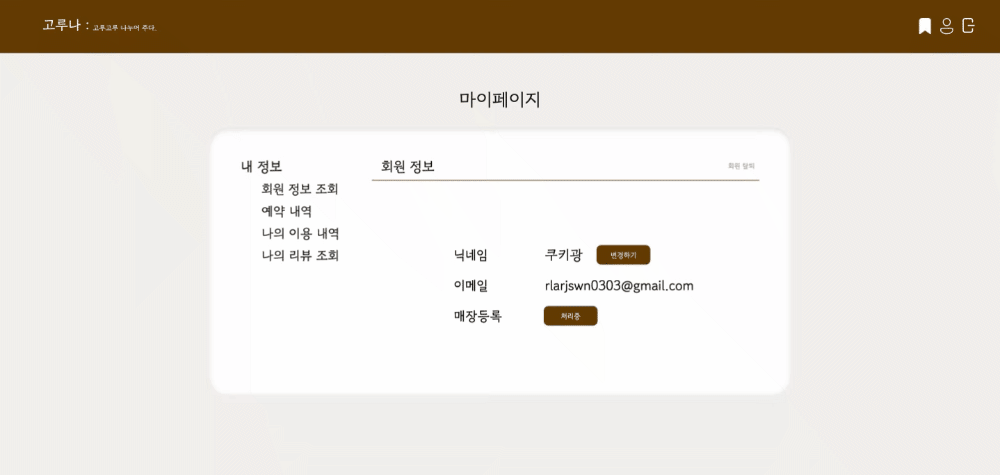 고루나 : 고루고루 나누어 주다.
마이페이지
내 정보
회원 정보 조회
예약 내역
나의 이용 내역
나의 리뷰 조회
회원 정보
회원 탈퇴
닉네임 쿠키광 변경하기
이메일 rlarjswn0303@gmail.com
매장등록 처리중